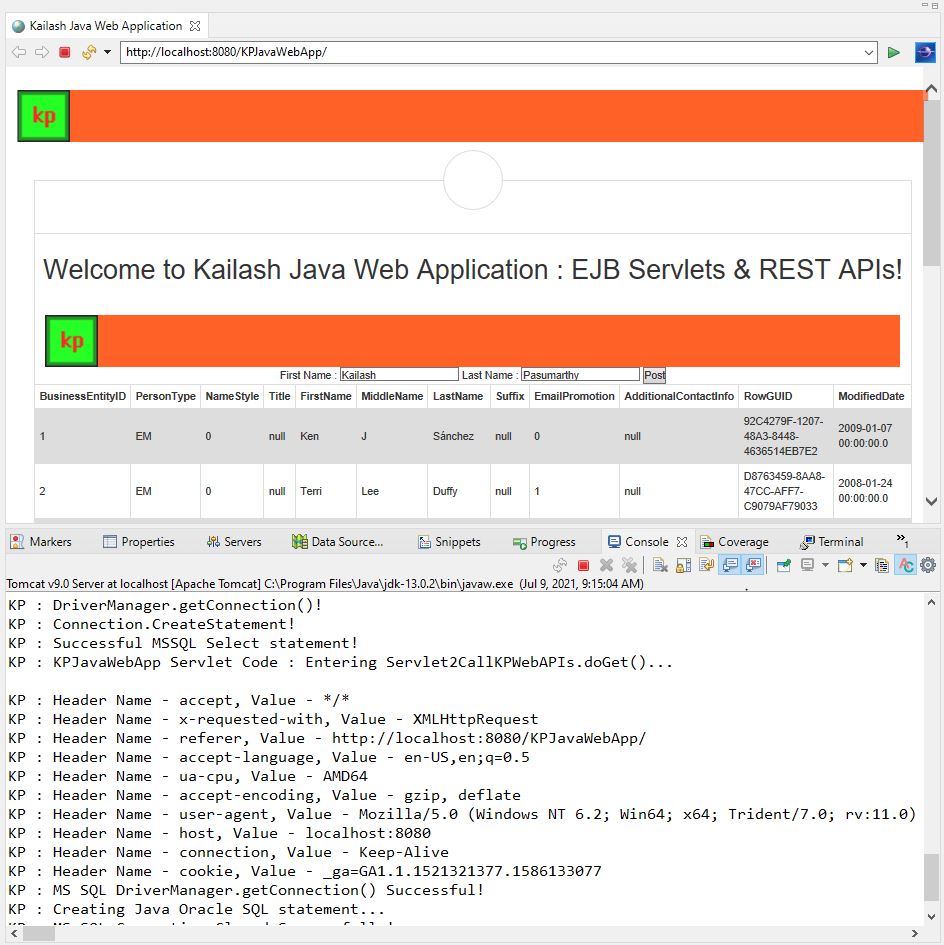 Kailash Java Web Application
http://localhost:8080/KPJavaWebApp/
kp
Welcome to Kailash Java Web Application : EJB Servlets & REST APIs!
kp
First Name : Kailash Last Name : Pasumarthy Post
BusinessEntityID PersonType NameStyle Title FirstName MiddleName LastName Suffix EmailPromotion AdditionalContactInfo RowGUID ModifiedDate
1 EM 0 null Ken J Sánchez null 0 null 92C4279F-1207-48A3-8448-4636514EB7E2 2009-01-07 00:00:00.0
2 EM 0 null Terri Lee Duffy null 1 null D8763459-8AA8-47CC-AFF7-C9079AF79033 2008-01-24 00:00:00.0
Markers Properties Servers Data Source... Snippets Progress Console Coverage Terminal »1
Tomcat v9.0 Server at localhost [Apache Tomcat] C:\Program Files\Java\jdk-13.0.2\bin\javaw.exe (Jul 9, 2021, 9:15:04 AM)
KP : DriverManager.getConnection()!
KP : Connection.CreateStatement!
KP : Successful MSSQL Select statement!
KP : KPJavaWebApp Servlet Code : Entering Servlet2CallKPWebAPIs.doGet()...
KP : Header Name - accept, Value - */*
KP : Header Name - x-requested-with, Value - XMLHttpRequest
KP : Header Name - referer, Value - http://localhost:8080/KPJavaWebApp/
KP : Header Name - accept-language, Value - en-US,en;q=0.5
KP : Header Name - ua-cpu, Value - AMD64
KP : Header Name - accept-encoding, Value - gzip, deflate
KP : Header Name - user-agent, Value - Mozilla/5.0 (Windows NT 6.2; Win64; x64; Trident/7.0; rv:11.0)
KP : Header Name - host, Value - localhost:8080
KP : Header Name - connection, Value - Keep-Alive
KP : Header Name - cookie, Value - _ga=GA1.1.1521321377.1586133077
KP : MS SQL DriverManager.getConnection() Successful!
KP : Creating Java Oracle SQL statement...